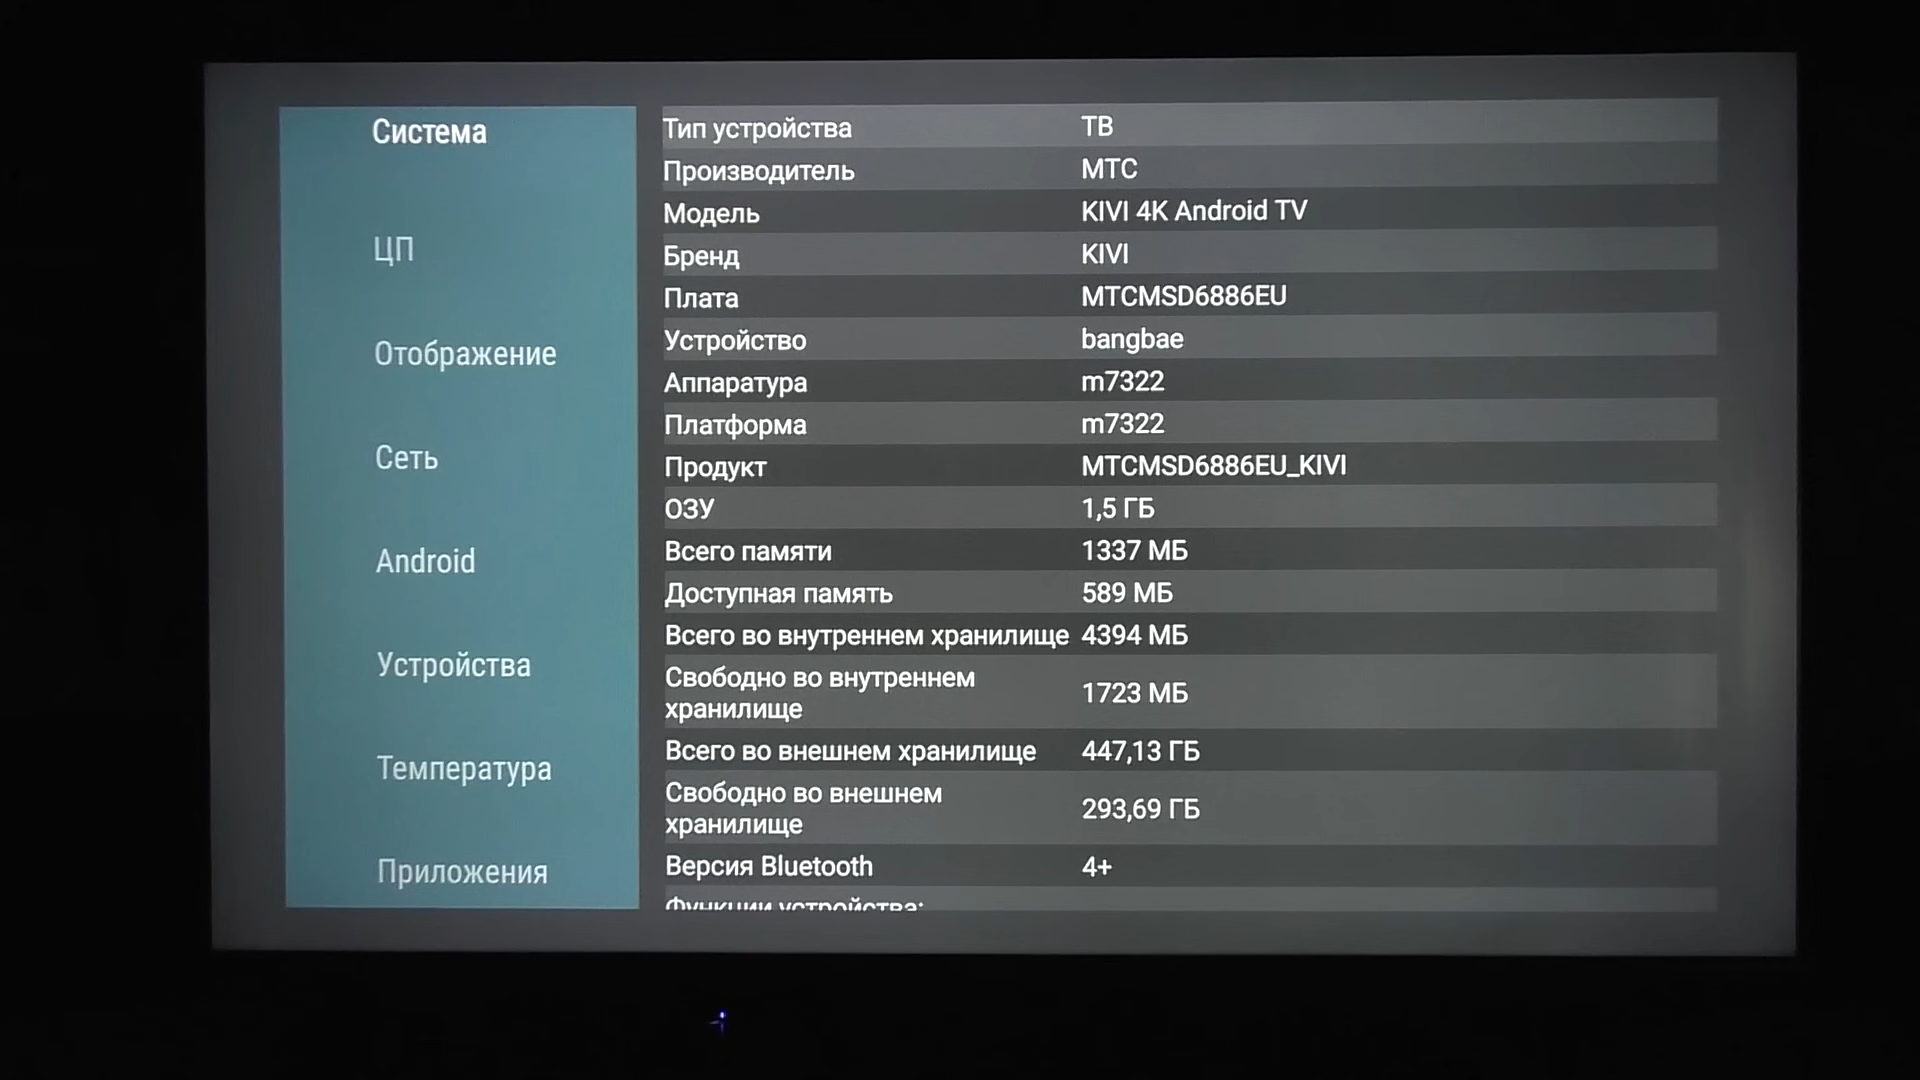 Система
ЦП
Отображение
Сеть
Android
Устройства
Температура
Приложения
Тип устройства ТВ
Производитель MTC
Модель KIVI 4K Android TV
Бренд KIVI
Плата MTCMSD6886EU
Устройство bangbae
Аппаратура m7322
Платформа m7322
Продукт MTCMSD6886EU_KIVI
ОЗУ 1,5 ГБ
Всего памяти 1337 МБ
Доступная память 589 МБ
Всего во внутреннем хранилище 4394 МБ
Свободно во внутреннем
хранилище 1723 МБ
Всего во внешнем хранилище 447,13 ГБ
Свободно во внешнем
хранилище 293,69 ГБ
Версия Bluetooth 4+
Функции устройства: